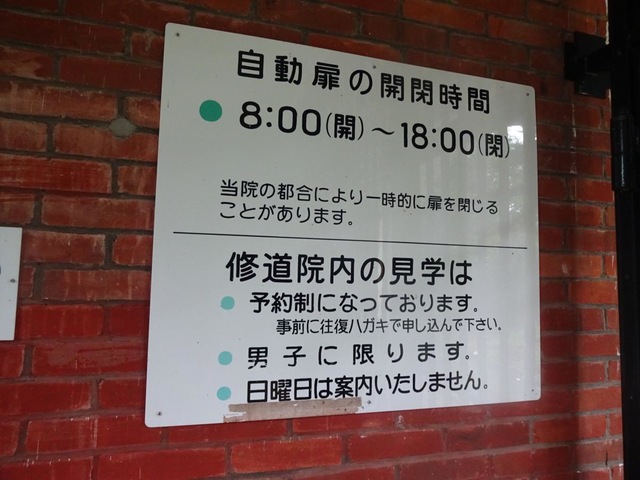 自動扉の開閉時間
● 8:00(開)～18:00(閉)
当院の都合により一時的に扉を閉じる
ことがあります。
修道院内の見学は
● 予約制になっております。
事前に往復ハガキで申し込んで下さい。
● 男子に限ります。
● 日曜日は案内いたしません。